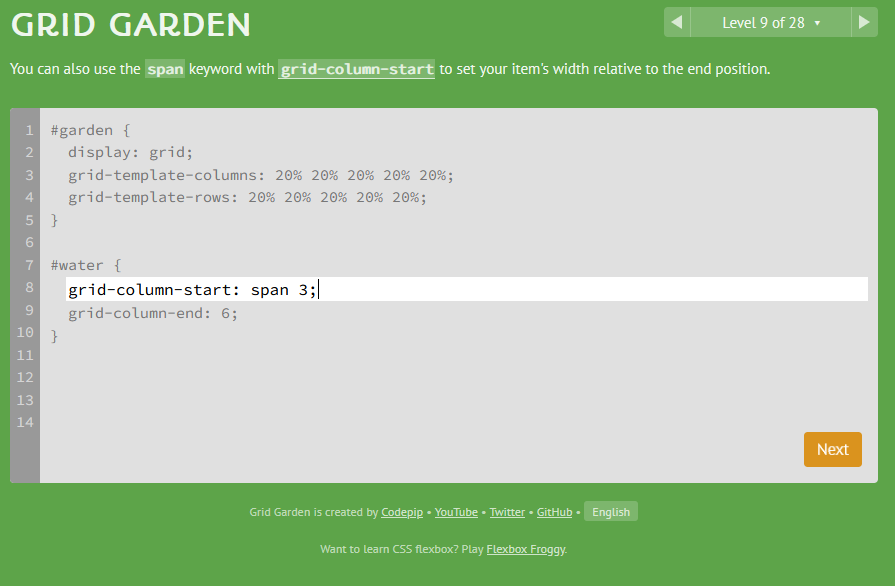 GRID GARDEN
Level 9 of 28 ▾
You can also use the span keyword with grid-column-start to set your item's width relative to the end position.
1 #garden {
2 display: grid;
3 grid-template-columns: 20% 20% 20% 20% 20%;
4 grid-template-rows: 20% 20% 20% 20% 20%;
5 }
6
7 #water {
8 grid-column-start: span 3;
9 grid-column-end: 6;
10 }
11
12
13
14
Next
Grid Garden is created by Codepip • YouTube • Twitter • GitHub • English
Want to learn CSS flexbox? Play Flexbox Froggy.